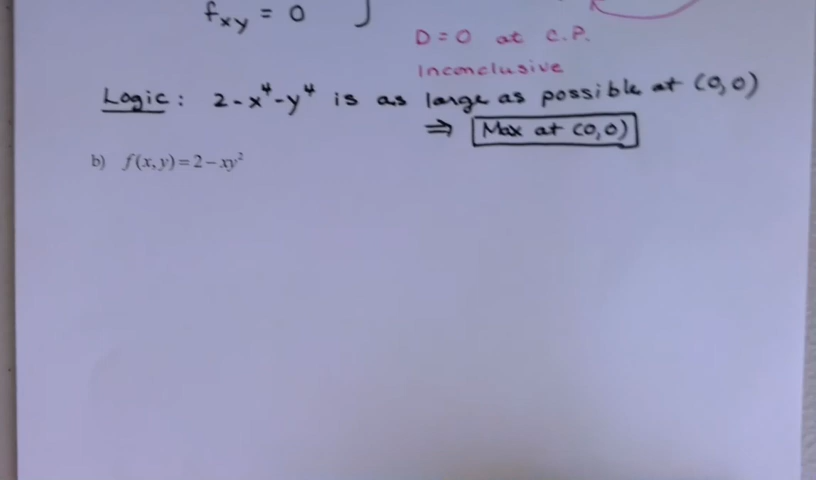 fxy = 0
D = 0 at C.P.
Inconclusive
Logic: 2-x⁴-y⁴ is as large as possible at (0,0)
⇒ Max at (0,0)
b) f(x,y)=2-xy²